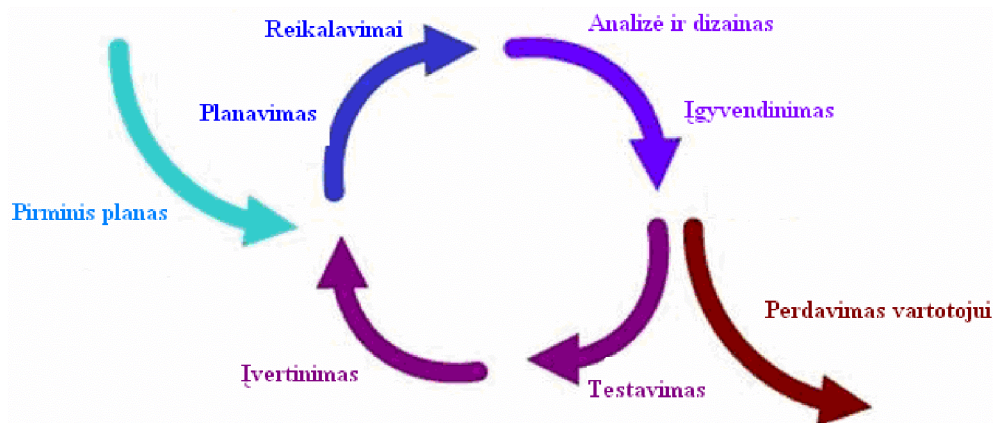 Reikalavimai
Analizė ir dizainas
Planavimas
Įgyvendinimas
Pirminis planas
Perdavimas vartotojui
Įvertinimas
Testavimas